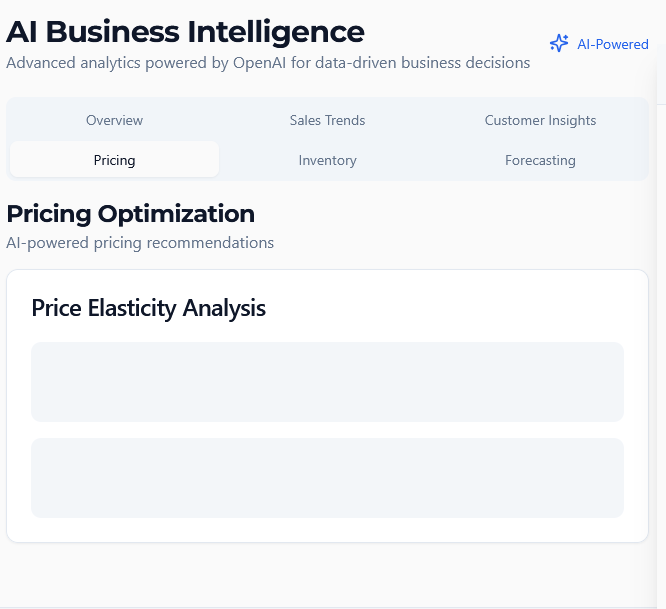 AI Business Intelligence
Advanced analytics powered by OpenAI for data-driven business decisions
AI-Powered
Overview
Sales Trends
Customer Insights
Pricing
Inventory
Forecasting
Pricing Optimization
AI-powered pricing recommendations
Price Elasticity Analysis